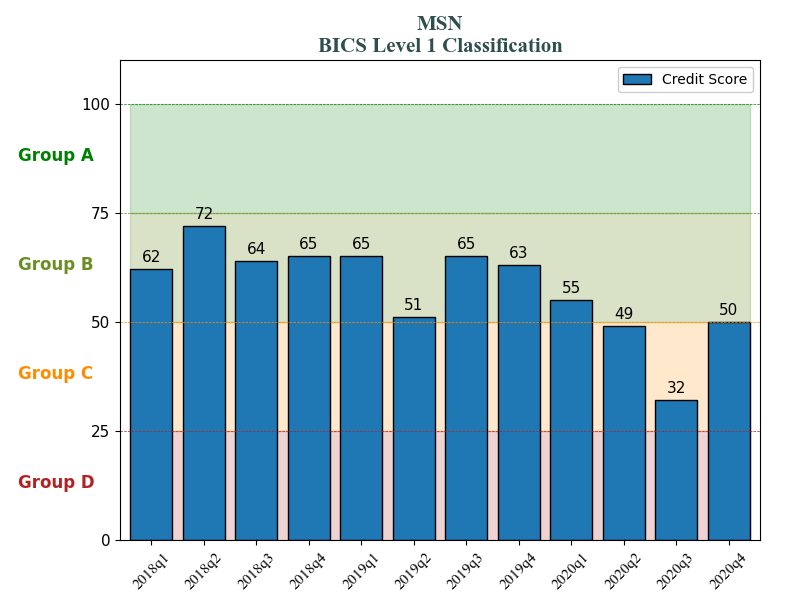 MSN
BICS Level 1 Classification
Credit Score
100
Group A
75
72
62
64
65
65
51
65
63
55
49
32
50
Group B
50
Group C
25
Group D
0
2018q1
2018q2
2018q3
2018q4
2019q1
2019q2
2019q3
2019q4
2020q1
2020q2
2020q3
2020q4